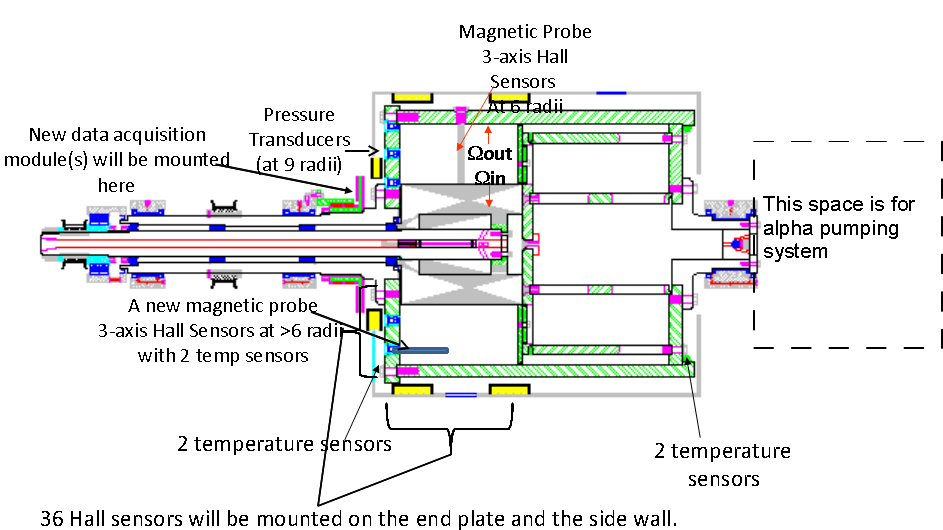 Magnetic Probe
3-axis Hall
Sensors
At 6 radii
Pressure
Transducers
(at 9 radii)
New data acquisition
module(s) will be mounted
here
Ωout
Ωin
This space is for
alpha pumping
system
A new magnetic probe
3-axis Hall Sensors at >6 radii
with 2 temp sensors
2 temperature sensors
2 temperature
sensors
36 Hall sensors will be mounted on the end plate and the side wall.